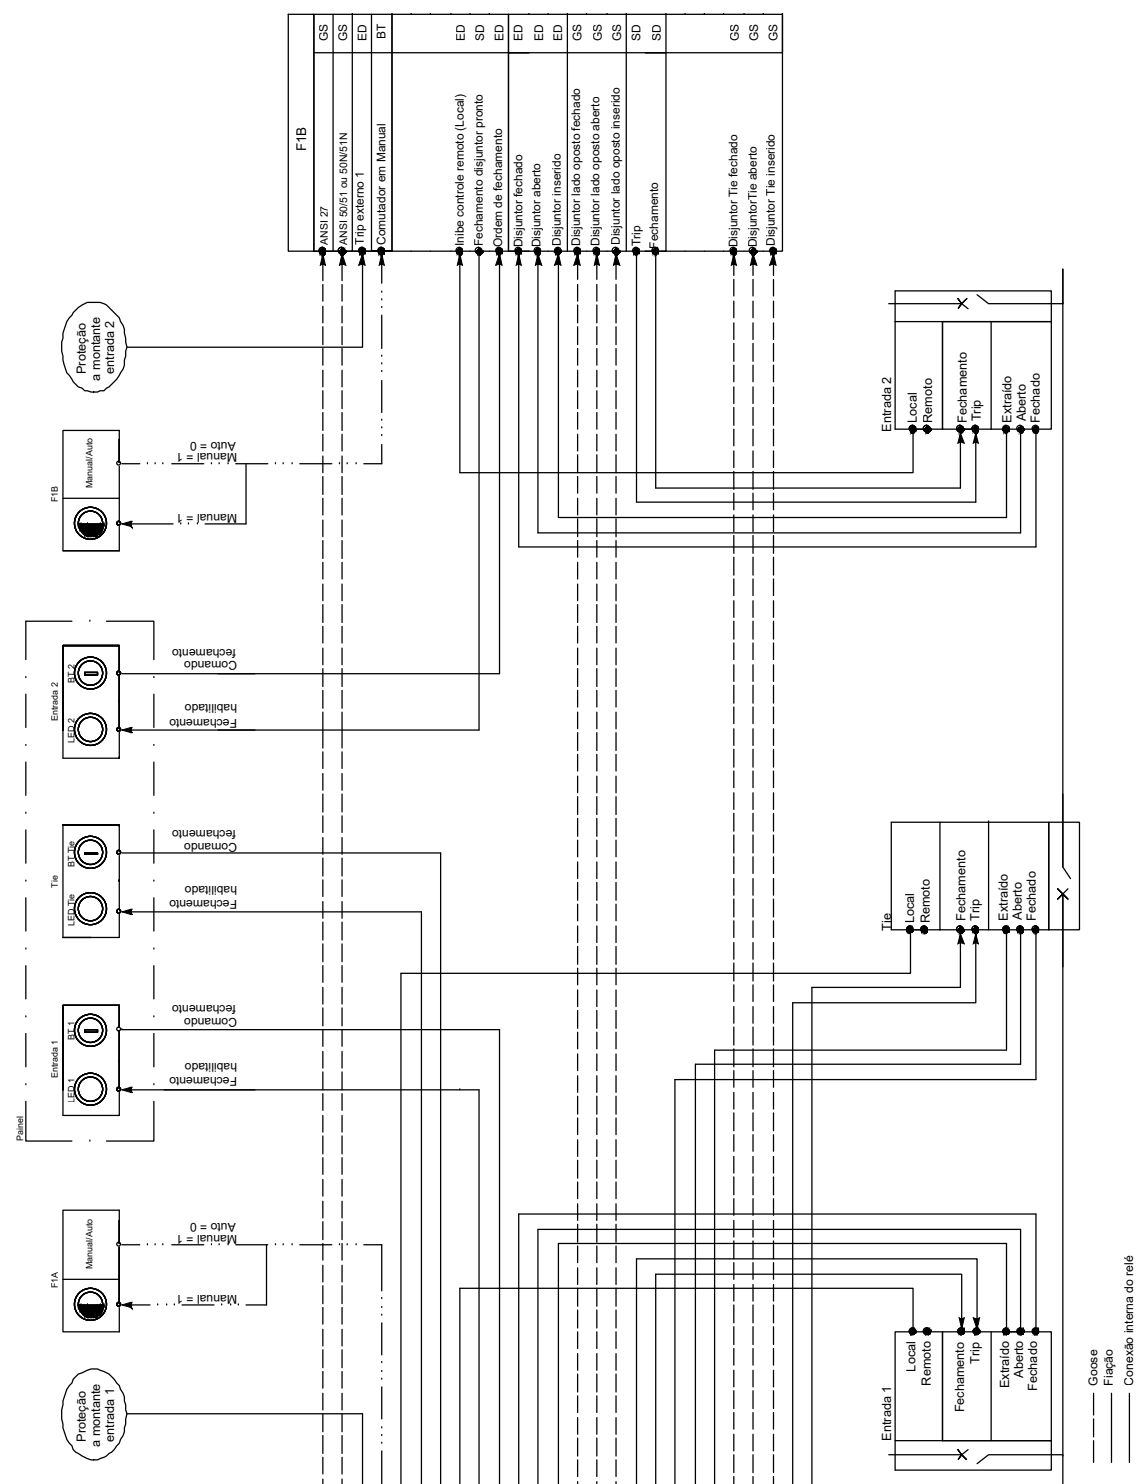 F1B
ANSI 27 GS
ANSI 50/51 ou 50N/51N GS
Trip externo 1 ED
Comutador em Manual BT
Inibe controle remoto (Local) ED
Fechamento disjuntor pronto SD
Ordem de fechamento ED
Disjuntor fechado ED
Disjuntor aberto ED
Disjuntor inserido ED
Disjuntor lado oposto fechado GS
Disjuntor lado oposto aberto GS
Disjuntor lado oposto inserido GS
Trip SD
Fechamento SD
Disjuntor Tie fechado GS
Disjuntor Tie aberto GS
Disjuntor Tie inserido GS
Proteção
a montante
entrada 2
F1B
Manual/Auto
Manual = 1
Auto = 0
Manual = 1
Painel
Entrada 2
LED 2
BT 2
Comando
fechamento
Fechamento
habilitado
Tie
LED Tie
BT Tie
Comando
fechamento
Fechamento
habilitado
Entrada 1
LED 1
BT 1
Comando
fechamento
Fechamento
habilitado
F1A
Manual/Auto
Manual = 1
Auto = 0
Manual = 1
Proteção
a montante
entrada 1
Entrada 2
Local
Remoto
Fechamento
Trip
Extraído
Aberto
Fechado
Tie
Local
Remoto
Fechamento
Trip
Extraído
Aberto
Fechado
Entrada 1
Local
Remoto
Fechamento
Trip
Extraído
Aberto
Fechado
Goose
Fiação
Conexão interna do relé